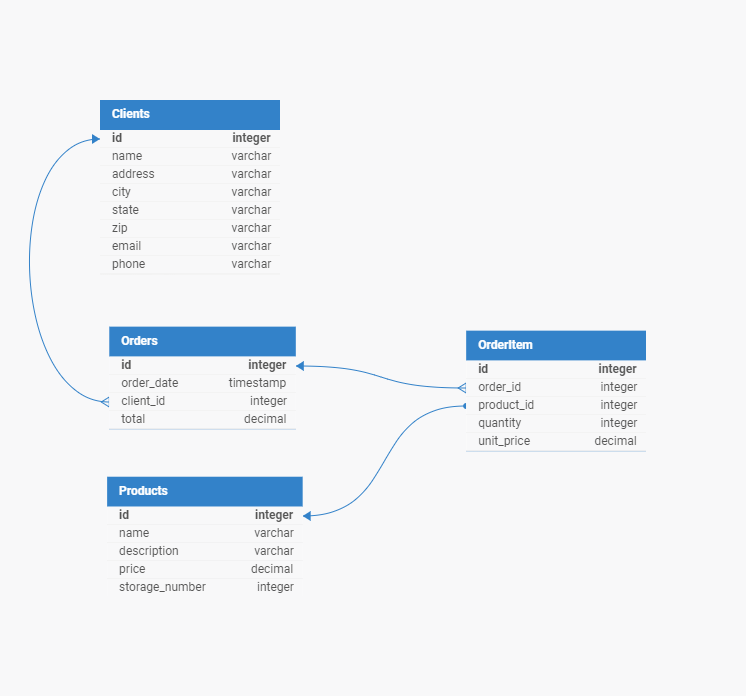 Clients
id integer
name varchar
address varchar
city varchar
state varchar
zip varchar
email varchar
phone varchar
Orders
id integer
order_date timestamp
client_id integer
total decimal
OrderItem
id integer
order_id integer
product_id integer
quantity integer
unit_price decimal
Products
id integer
name varchar
description varchar
price decimal
storage_number integer